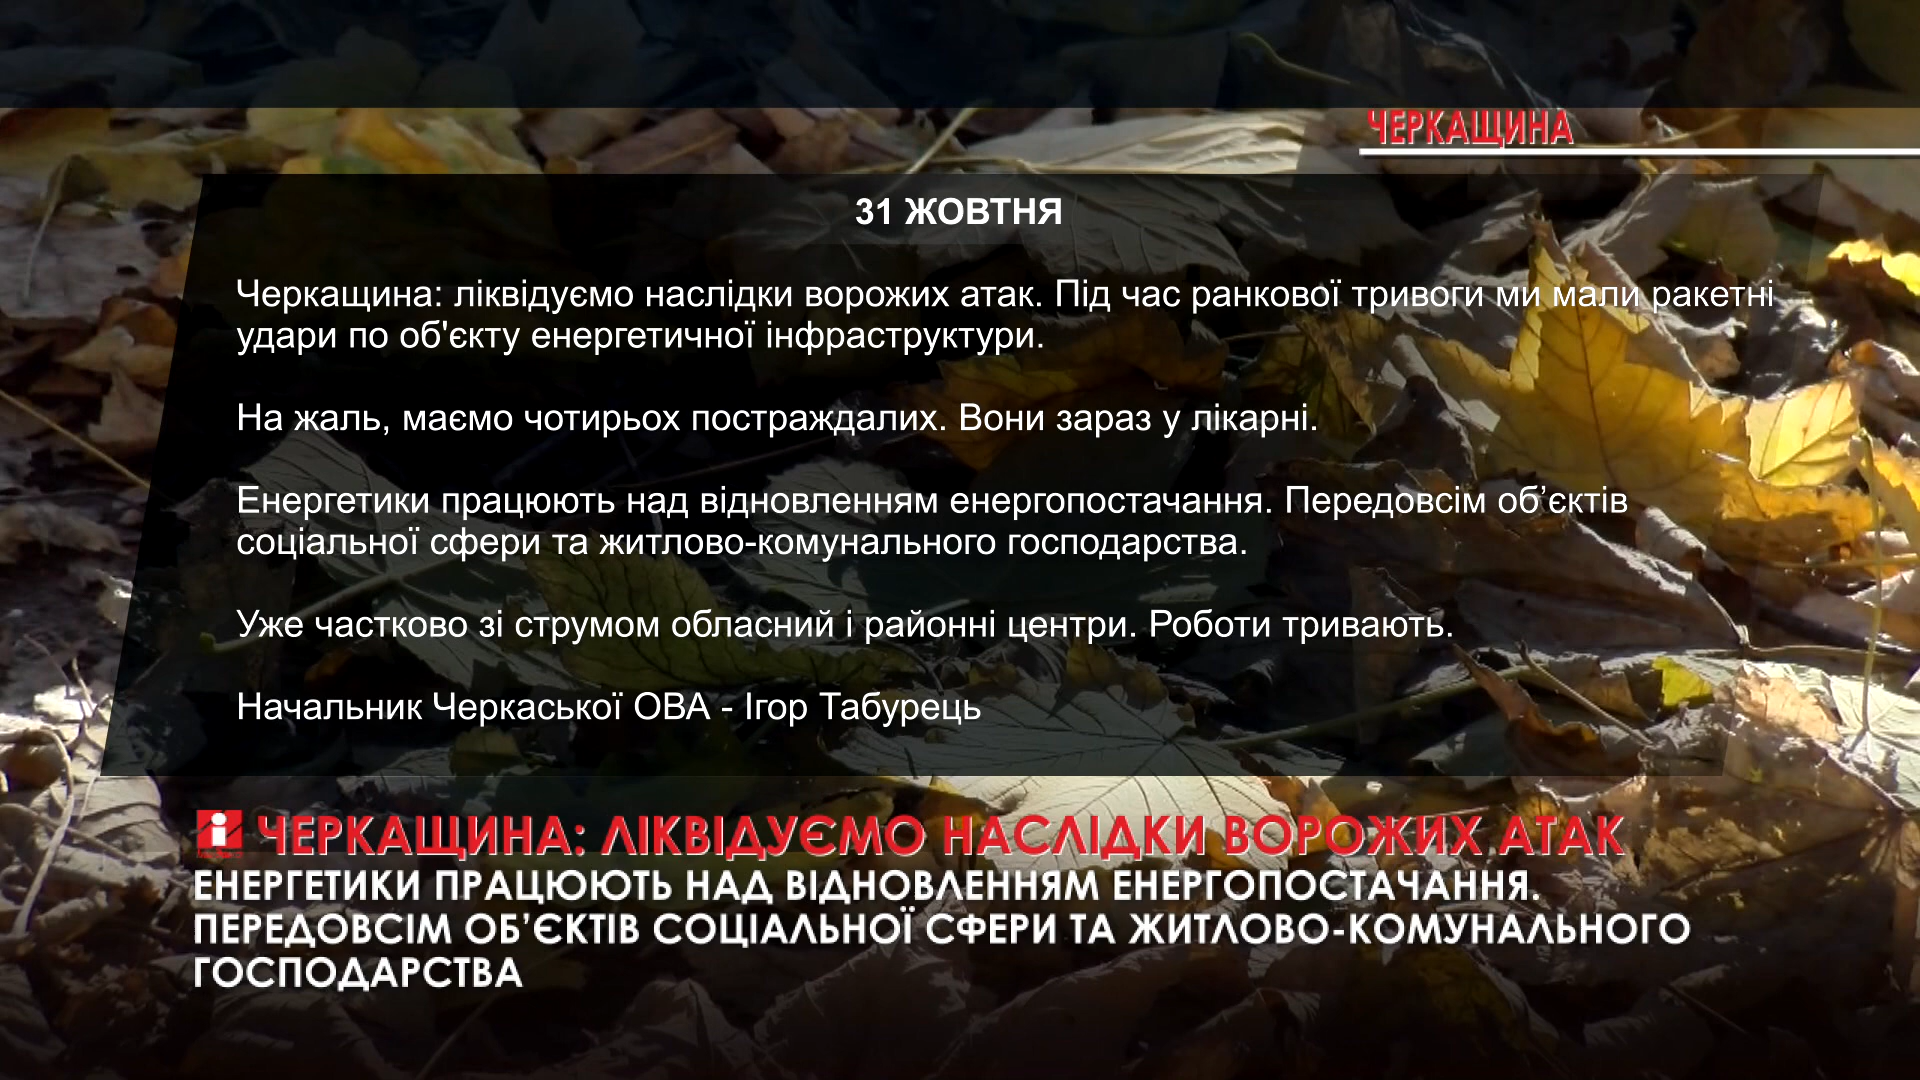 ЧЕРКАЩИНА
31 ЖОВТНЯ
Черкащина: ліквідуємо наслідки ворожих атак. Під час ранкової тривоги ми мали ракетні
удари по об'єкту енергетичної інфраструктури.
На жаль, маємо чотирьох постраждалих. Вони зараз у лікарні.
Енергетики працюють над відновленням енергопостачання. Передовсім об’єктів
соціальної сфери та житлово-комунального господарства.
Уже частково зі струмом обласний і районні центри. Роботи тривають.
Начальник Черкаської ОВА - Ігор Табурець
ЧЕРКАЩИНА: ЛІКВІДУЄМО НАСЛІДКИ ВОРОЖИХ АТАК
ЕНЕРГЕТИКИ ПРАЦЮЮТЬ НАД ВІДНОВЛЕННЯМ ЕНЕРГОПОСТАЧАННЯ.
ПЕРЕДОВСІМ ОБ’ЄКТІВ СОЦІАЛЬНОЇ СФЕРИ ТА ЖИТЛОВО-КОМУНАЛЬНОГО
ГОСПОДАРСТВА